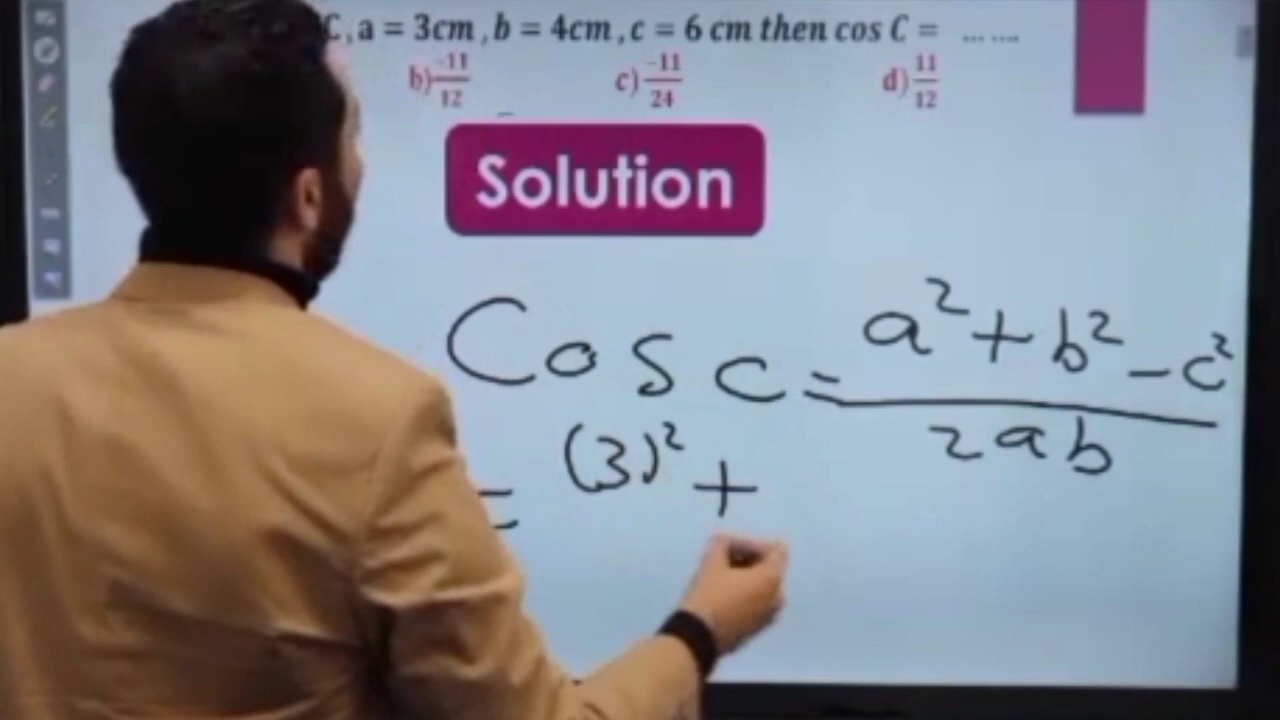 C, a = 3cm, b = 4cm, c = 6 cm then cos C = ... ...
b) -11/12 c) -11/24 d) 11/12
Solution
Cos C = a² + b² - c² / 2ab
= (3)² +